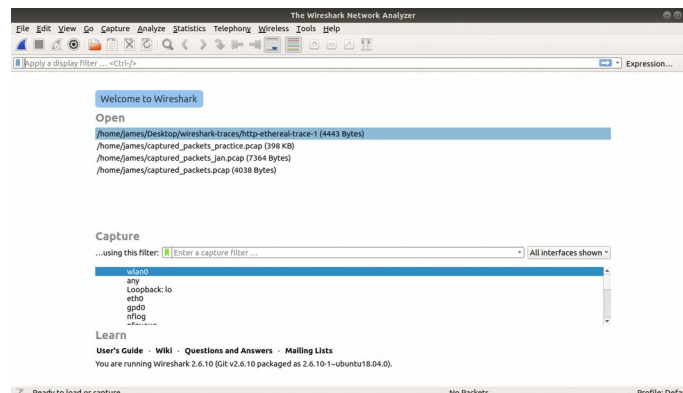 The Wireshark Network Analyzer
File Edit View Go Capture Analyze Statistics Telephony Wireless Tools Help
Apply a display filter ... <Ctrl-/>
Expression...
Welcome to Wireshark
Open
/home/james/Desktop/wireshark-traces/http-ethereal-trace-1 (4443 Bytes)
/home/james/captured_packets_practice.pcap (398 KB)
/home/james/captured_packets_jan.pcap (7364 Bytes)
/home/james/captured_packets.pcap (4038 Bytes)
Capture
...using this filter: Enter a capture filter ... All interfaces shown
wlan0
any
Loopback: lo
eth0
gpd0
nflog
Learn
User's Guide · Wiki · Questions and Answers · Mailing Lists
You are running Wireshark 2.6.10 (Git v2.6.10 packaged as 2.6.10-1~ubuntu18.04.0).
Ready to load or capture No Packets Profile: Defa